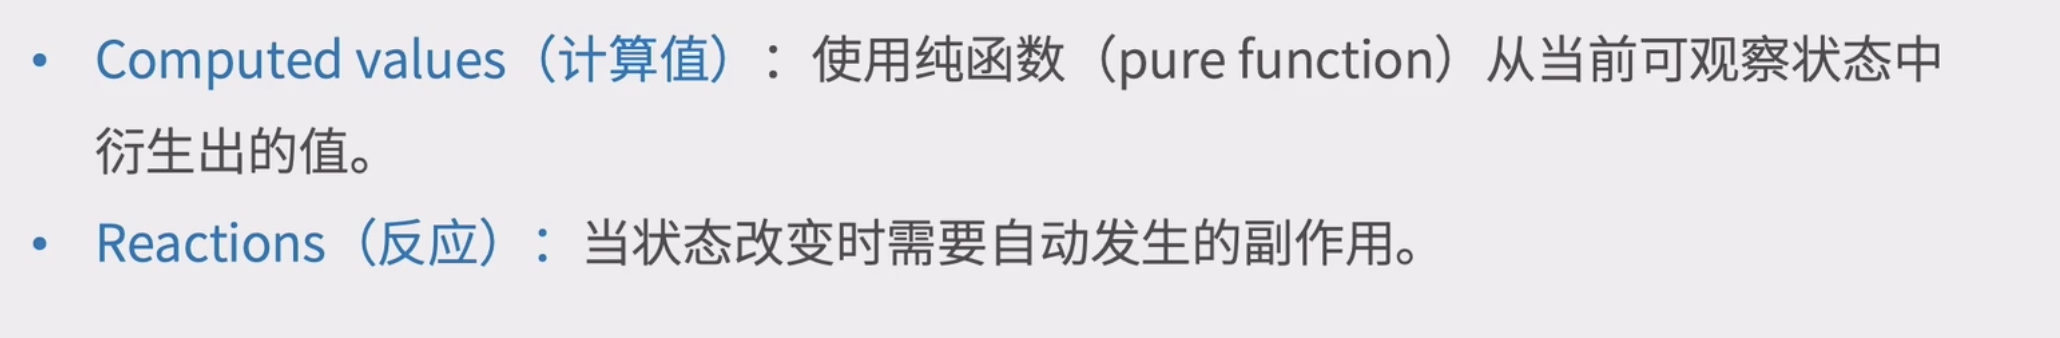 • Computed values（计算值）：使用纯函数（pure function）从当前可观察状态中
衍生出的值。
• Reactions（反应）：当状态改变时需要自动发生的副作用。